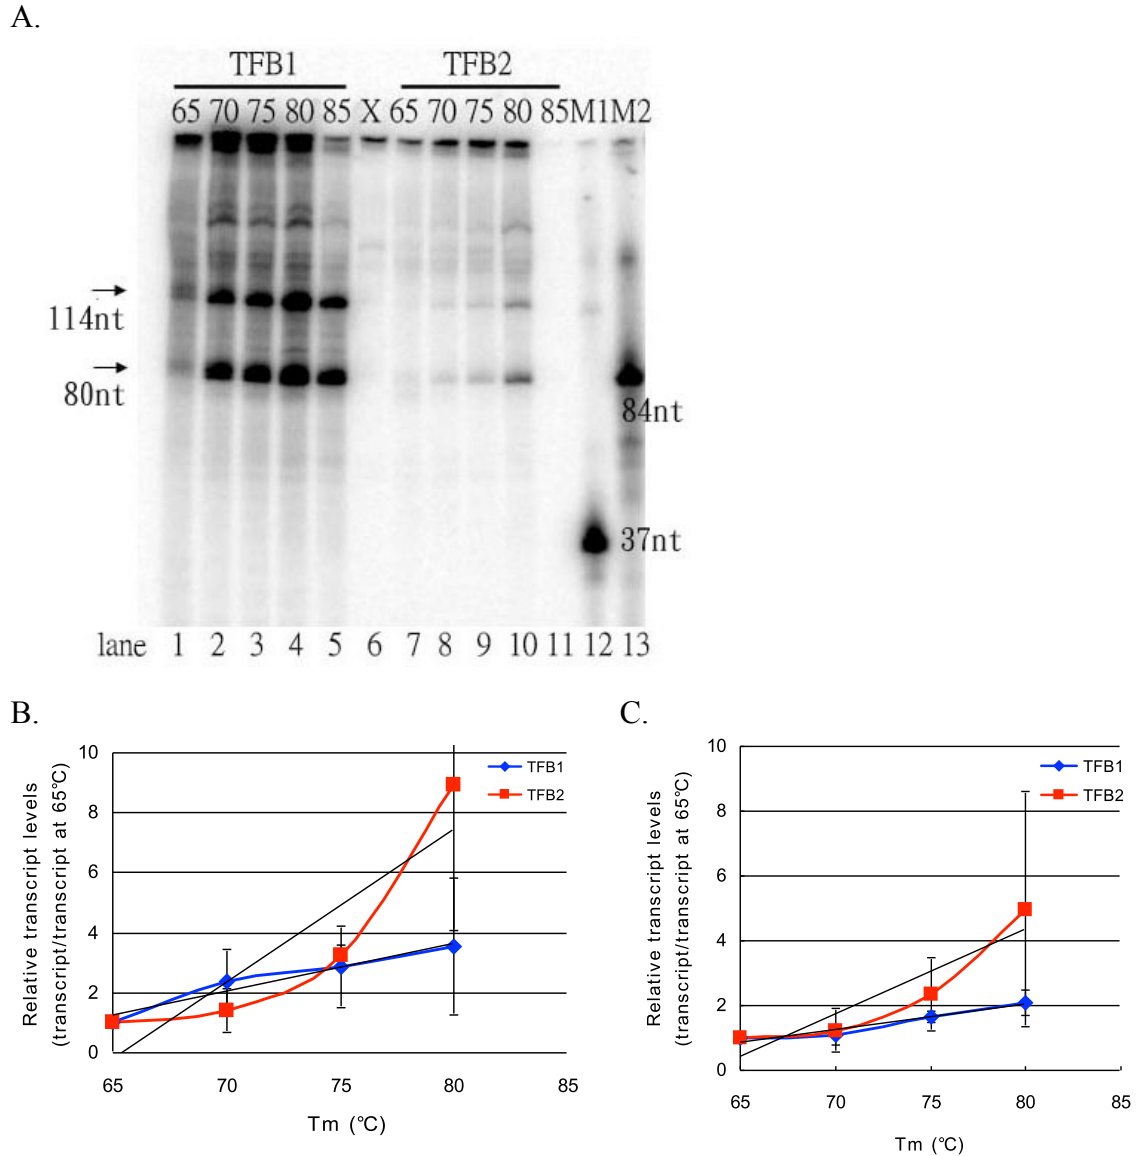 A.
TFB1 TFB2
65 70 75 80 85 X 65 70 75 80 85 M1 M2
114nt
80nt
84nt
37nt
lane 1 2 3 4 5 6 7 8 9 10 11 12 13
B.
Relative transcript levels
(transcript/transcript at 65℃)
10
8
6
4
2
0
TFB1
TFB2
65 70 75 80 85
Tm (℃)
C.
Relative transcript levels
(transcript/transcript at 65℃)
10
8
6
4
2
0
TFB1
TFB2
65 70 75 80 85
Tm (℃)